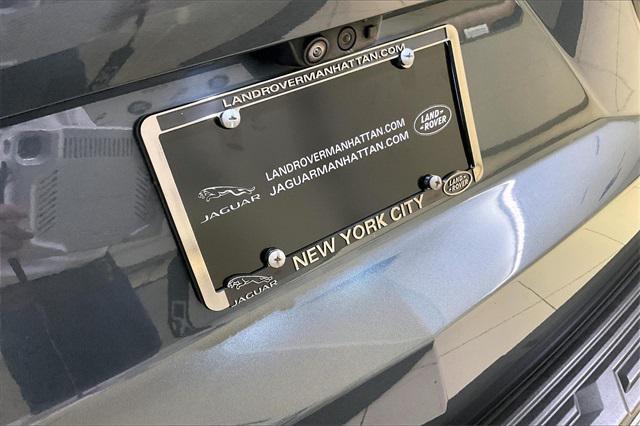 LANDROVERMANHATTAN.COM
LANDROVERMANHATTAN.COM
JAGUARMANHATTAN.COM
LAND-
-ROVER
JAGUAR
NEW YORK CITY
LAND-
-ROVER
JAGUAR